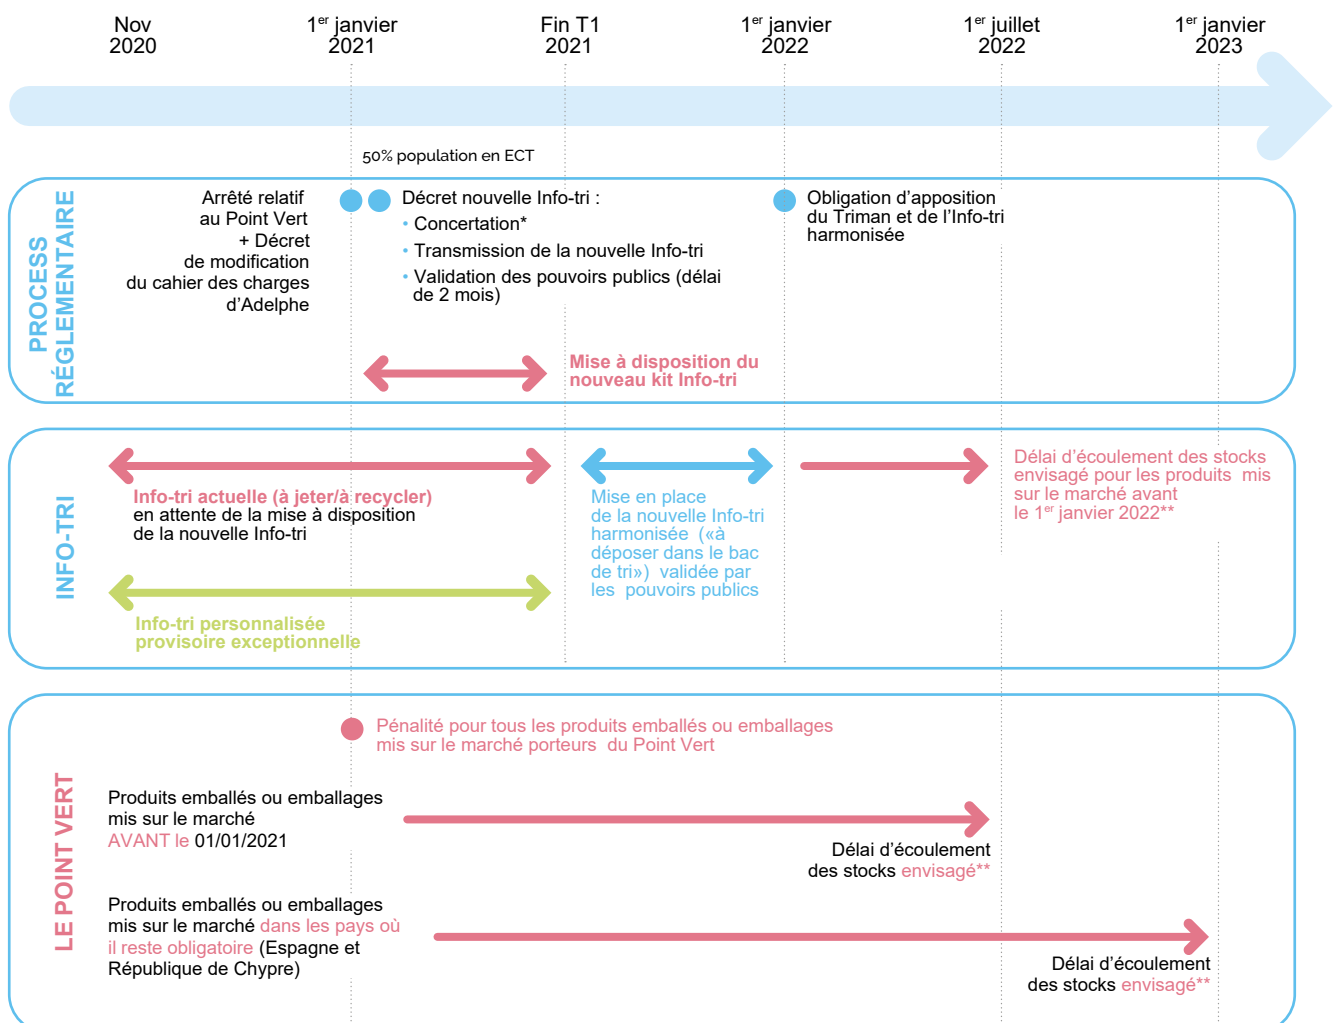 Nov
2020
1er janvier
2021
Fin T1
2021
1er janvier
2022
1er juillet
2022
1er janvier
2023
50% population en ECT
PROCESS
RÉGLEMENTAIRE
Arrêté relatif
au Point Vert
+ Décret
de modification
du cahier des charges
d’Adelphe
Décret nouvelle Info-tri :
• Concertation*
• Transmission de la nouvelle Info-tri
• Validation des pouvoirs publics (délai
de 2 mois)
Obligation d’apposition
du Triman et de l’Info-tri
harmonisée
Mise à disposition du
nouveau kit Info-tri
INFO-TRI
Info-tri actuelle (à jeter/à recycler)
en attente de la mise à disposition
de la nouvelle Info-tri
Info-tri personnalisée
provisoire exceptionnelle
Mise en place
de la nouvelle Info-tri
harmonisée («à
déposer dans le bac
de tri») validée par
les pouvoirs publics
Délai d’écoulement des stocks
envisagé pour les produits mis
sur le marché avant
le 1er janvier 2022**
LE POINT VERT
Pénalité pour tous les produits emballés ou emballages
mis sur le marché porteurs du Point Vert
Produits emballés ou emballages
mis sur le marché
AVANT le 01/01/2021
Délai d’écoulement
des stocks envisagé**
Produits emballés ou emballages
mis sur le marché dans les pays où
il reste obligatoire (Espagne et
République de Chypre)
Délai d’écoulement
des stocks envisagé**